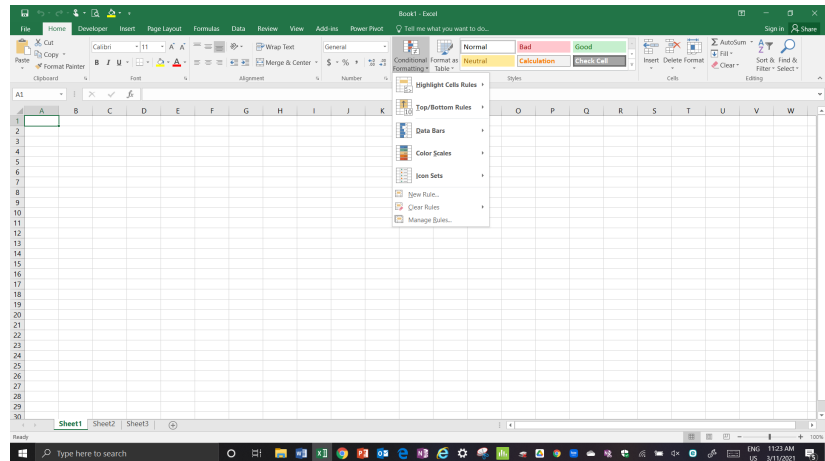 Book1 - Excel
Sign in Share
File Home Developer Insert Page Layout Formulas Data Review View Add-ins Power Pivot Tell me what you want to do...
Paste
Cut
Copy
Format Painter
Clipboard
Calibri 11 A A
B I U A
Font
Wrap Text
Merge & Center
Alignment
General
$ % ,
Number
Conditional Formatting
Format as Table
Normal Bad Good
Neutral Calculation Check Cell
Styles
Insert Delete Format
Cells
AutoSum
Fill
Clear
Sort & Filter
Find & Select
Editing
A1 fx
A B C D E F G H I J K O P Q R S T U V W
Highlight Cells Rules
Top/Bottom Rules
Data Bars
Color Scales
Icon Sets
New Rule...
Clear Rules
Manage Rules...
1
2
3
4
5
6
7
8
9
10
11
12
13
14
15
16
17
18
19
20
21
22
23
24
25
26
27
28
29
30
Sheet1 Sheet2 Sheet3
Ready 100%
Type here to search
ENG 11:23 AM
US 3/11/2021